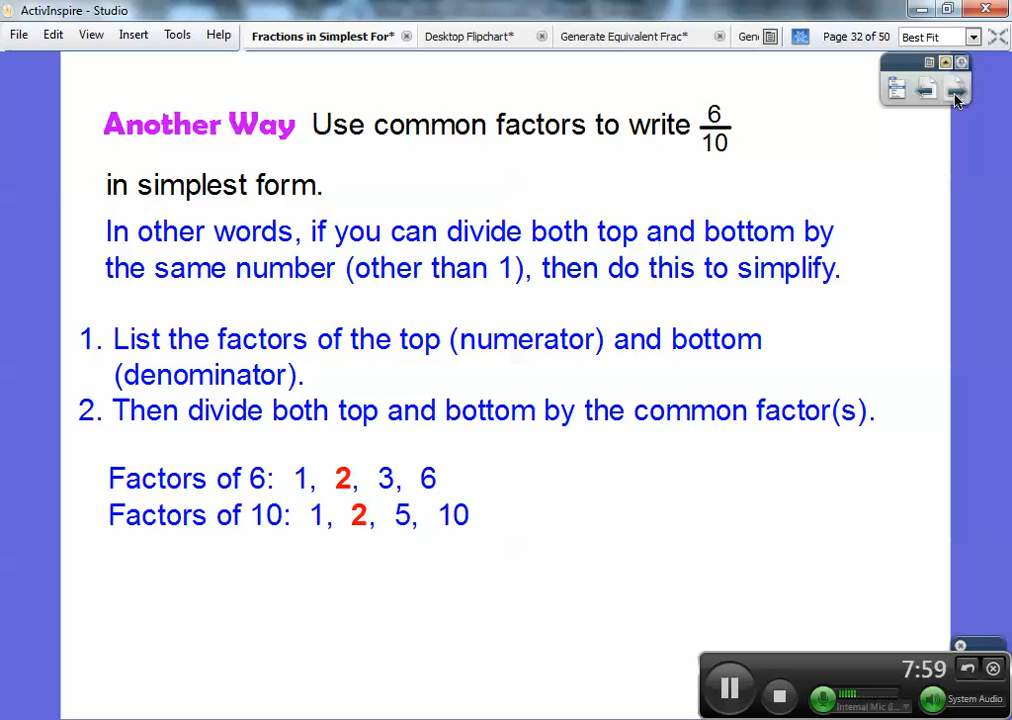 ActivInspire - Studio
File Edit View Insert Tools Help Fractions in Simplest For* Desktop Flipchart* Generate Equivalent Frac* Page 32 of 50 Best Fit
Another Way Use common factors to write 6/10
in simplest form.
In other words, if you can divide both top and bottom by
the same number (other than 1), then do this to simplify.
1. List the factors of the top (numerator) and bottom
(denominator).
2. Then divide both top and bottom by the common factor(s).
Factors of 6: 1, 2, 3, 6
Factors of 10: 1, 2, 5, 10
7:59
Internal Mic System Audio